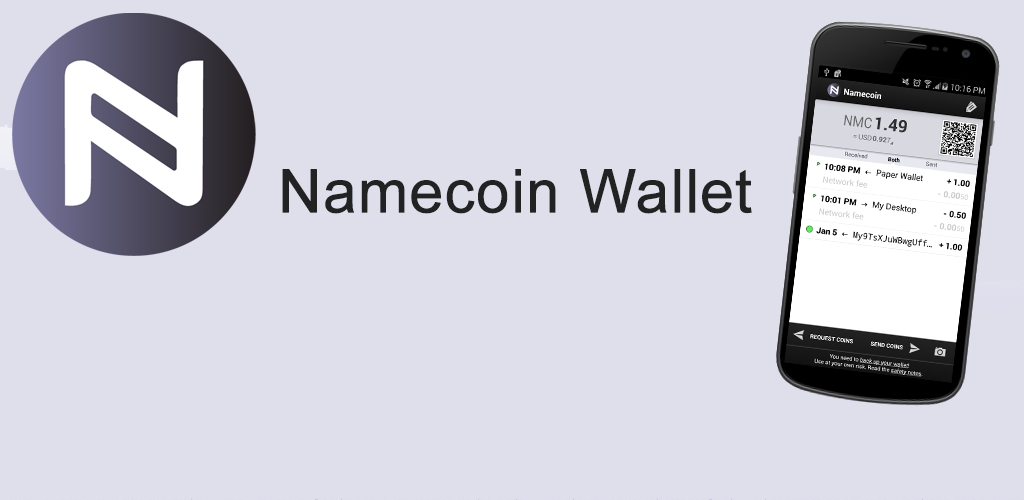 Namecoin Wallet
10:16 PM
Namecoin
NMC 1.49
≈ USD 0.927
Received Both Sent
P 10:08 PM ← Paper Wallet + 1.00
Network fee - 0.0050
P 10:01 PM → My Desktop - 0.50
Network fee - 0.0050
Jan 5 ← My9TsXJuWBwgUff... + 1.00
REQUEST COINS SEND COINS
You need to back up your wallet!
Use at your own risk. Read the safety notes.